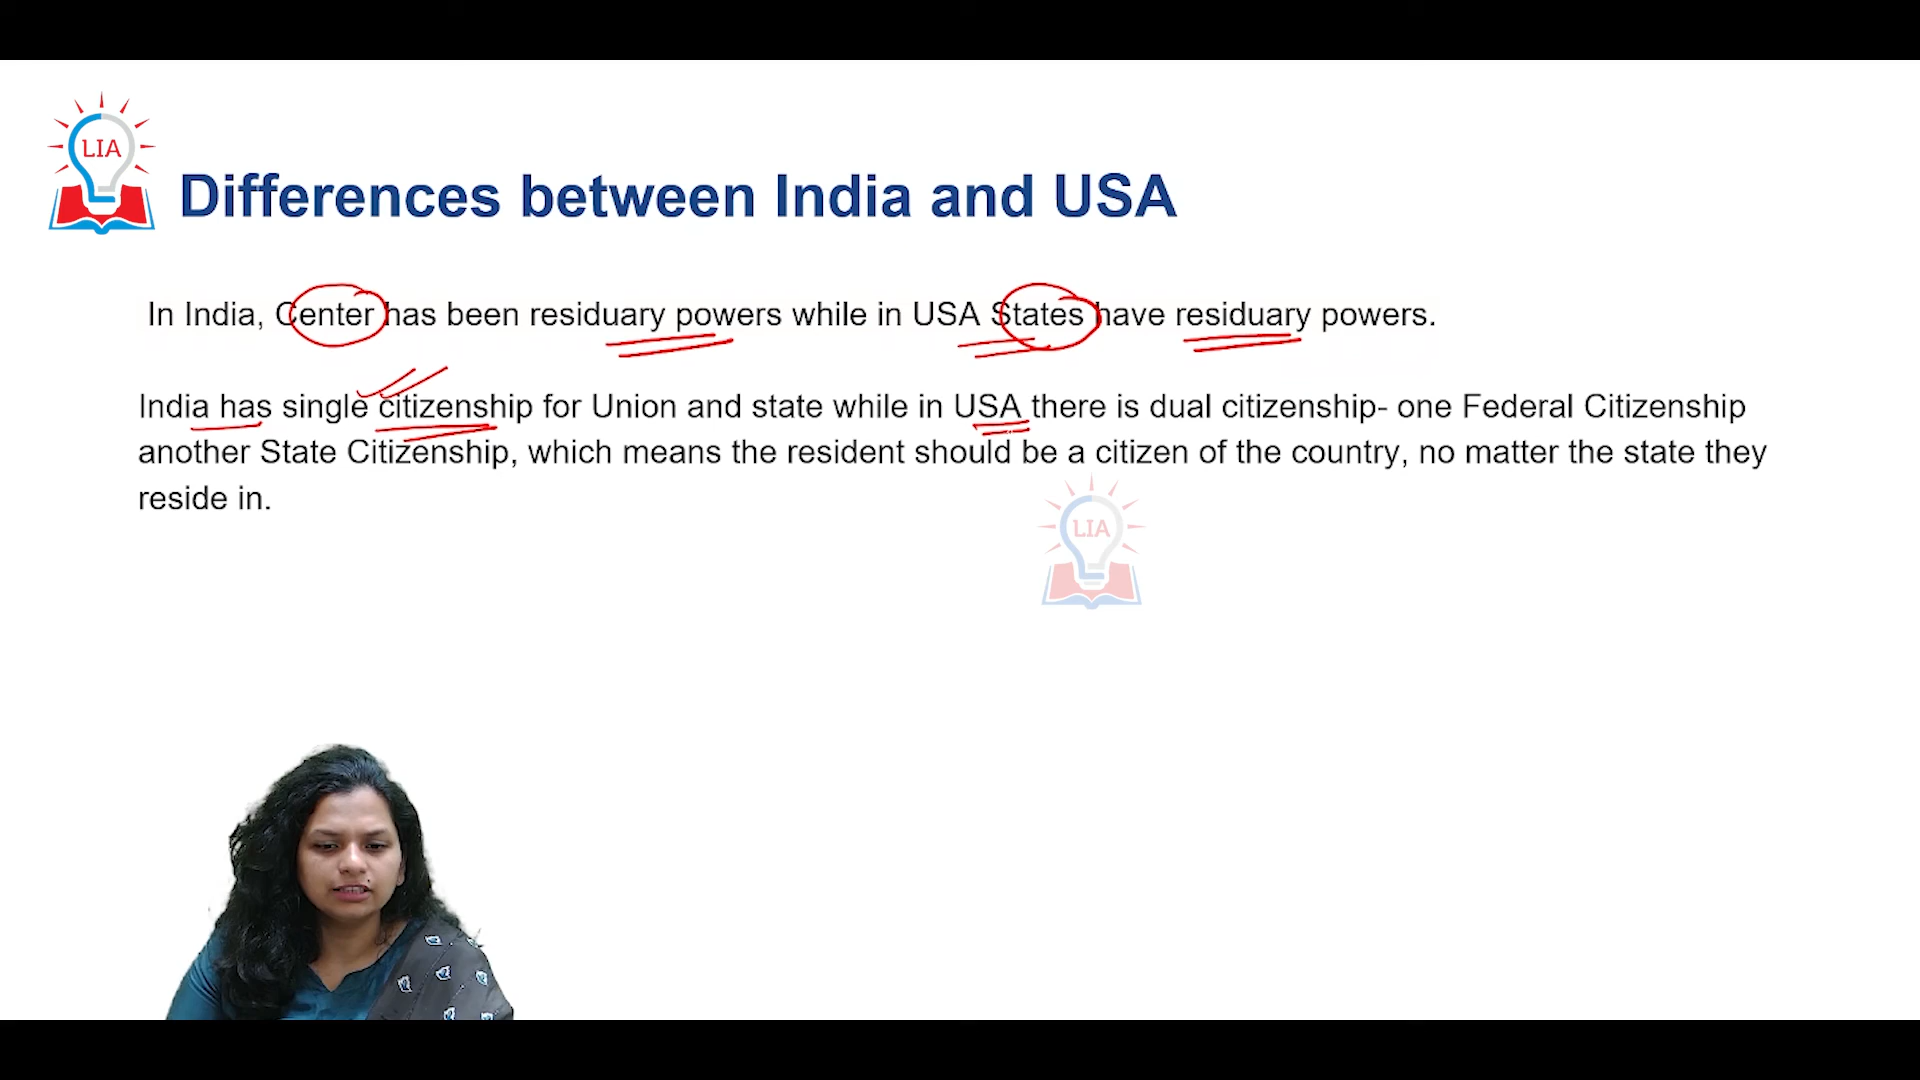 LIA
Differences between India and USA
In India, Center has been residuary powers while in USA States have residuary powers.
India has single citizenship for Union and state while in USA there is dual citizenship- one Federal Citizenship
another State Citizenship, which means the resident should be a citizen of the country, no matter the state they
reside in.
LIA